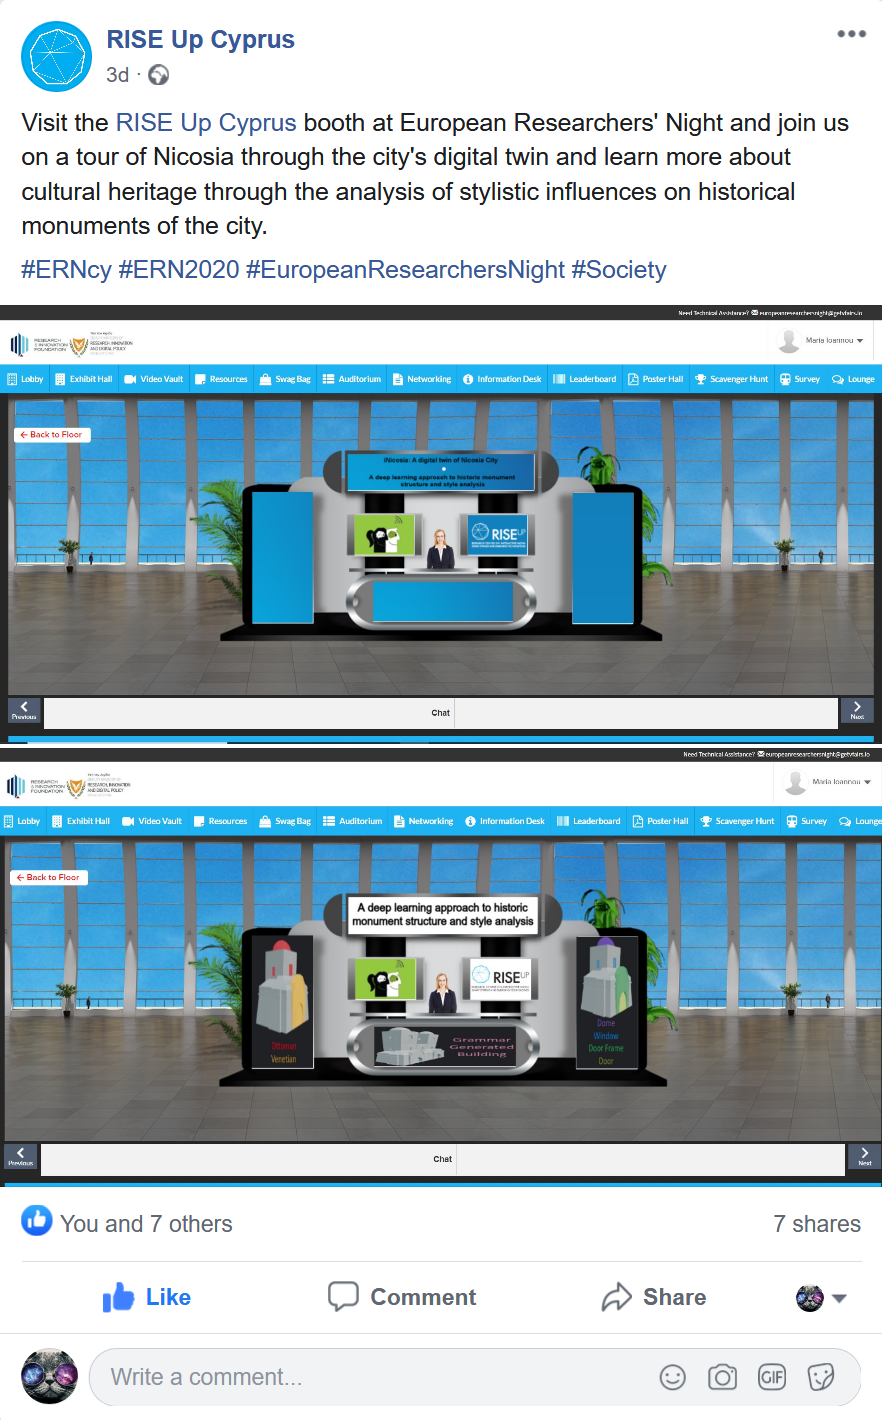 RISE Up Cyprus
3d ·
Visit the RISE Up Cyprus booth at European Researchers' Night and join us
on a tour of Nicosia through the city's digital twin and learn more about
cultural heritage through the analysis of stylistic influences on historical
monuments of the city.
#ERNcy #ERN2020 #EuropeanResearchersNight #Society
Need Technical Assistance? europeanresearchersnight@getvfairs.io
RESEARCH
& INNOVATION
FOUNDATION
RESEARCH, INNOVATION
AND DIGITAL POLICY
Maria Ioannou
Lobby Exhibit Hall Video Vault Resources Swag Bag Auditorium Networking Information Desk Leaderboard Poster Hall Scavenger Hunt Survey Lounge
← Back to Floor
iNicosia: A digital twin of Nicosia City
A deep learning approach to historic monument
structure and style analysis
RISE UP
Previous
Chat
Next
Need Technical Assistance? europeanresearchersnight@getvfairs.io
RESEARCH
& INNOVATION
FOUNDATION
RESEARCH, INNOVATION
AND DIGITAL POLICY
Maria Ioannou
Lobby Exhibit Hall Video Vault Resources Swag Bag Auditorium Networking Information Desk Leaderboard Poster Hall Scavenger Hunt Survey Lounge
← Back to Floor
A deep learning approach to historic
monument structure and style analysis
RISE UP
Ottoman
Venetian
Grammar
Generated
Building
Dome
Window
Door Frame
Door
Previous
Chat
Next
You and 7 others
7 shares
Like
Comment
Share
Write a comment...
GIF